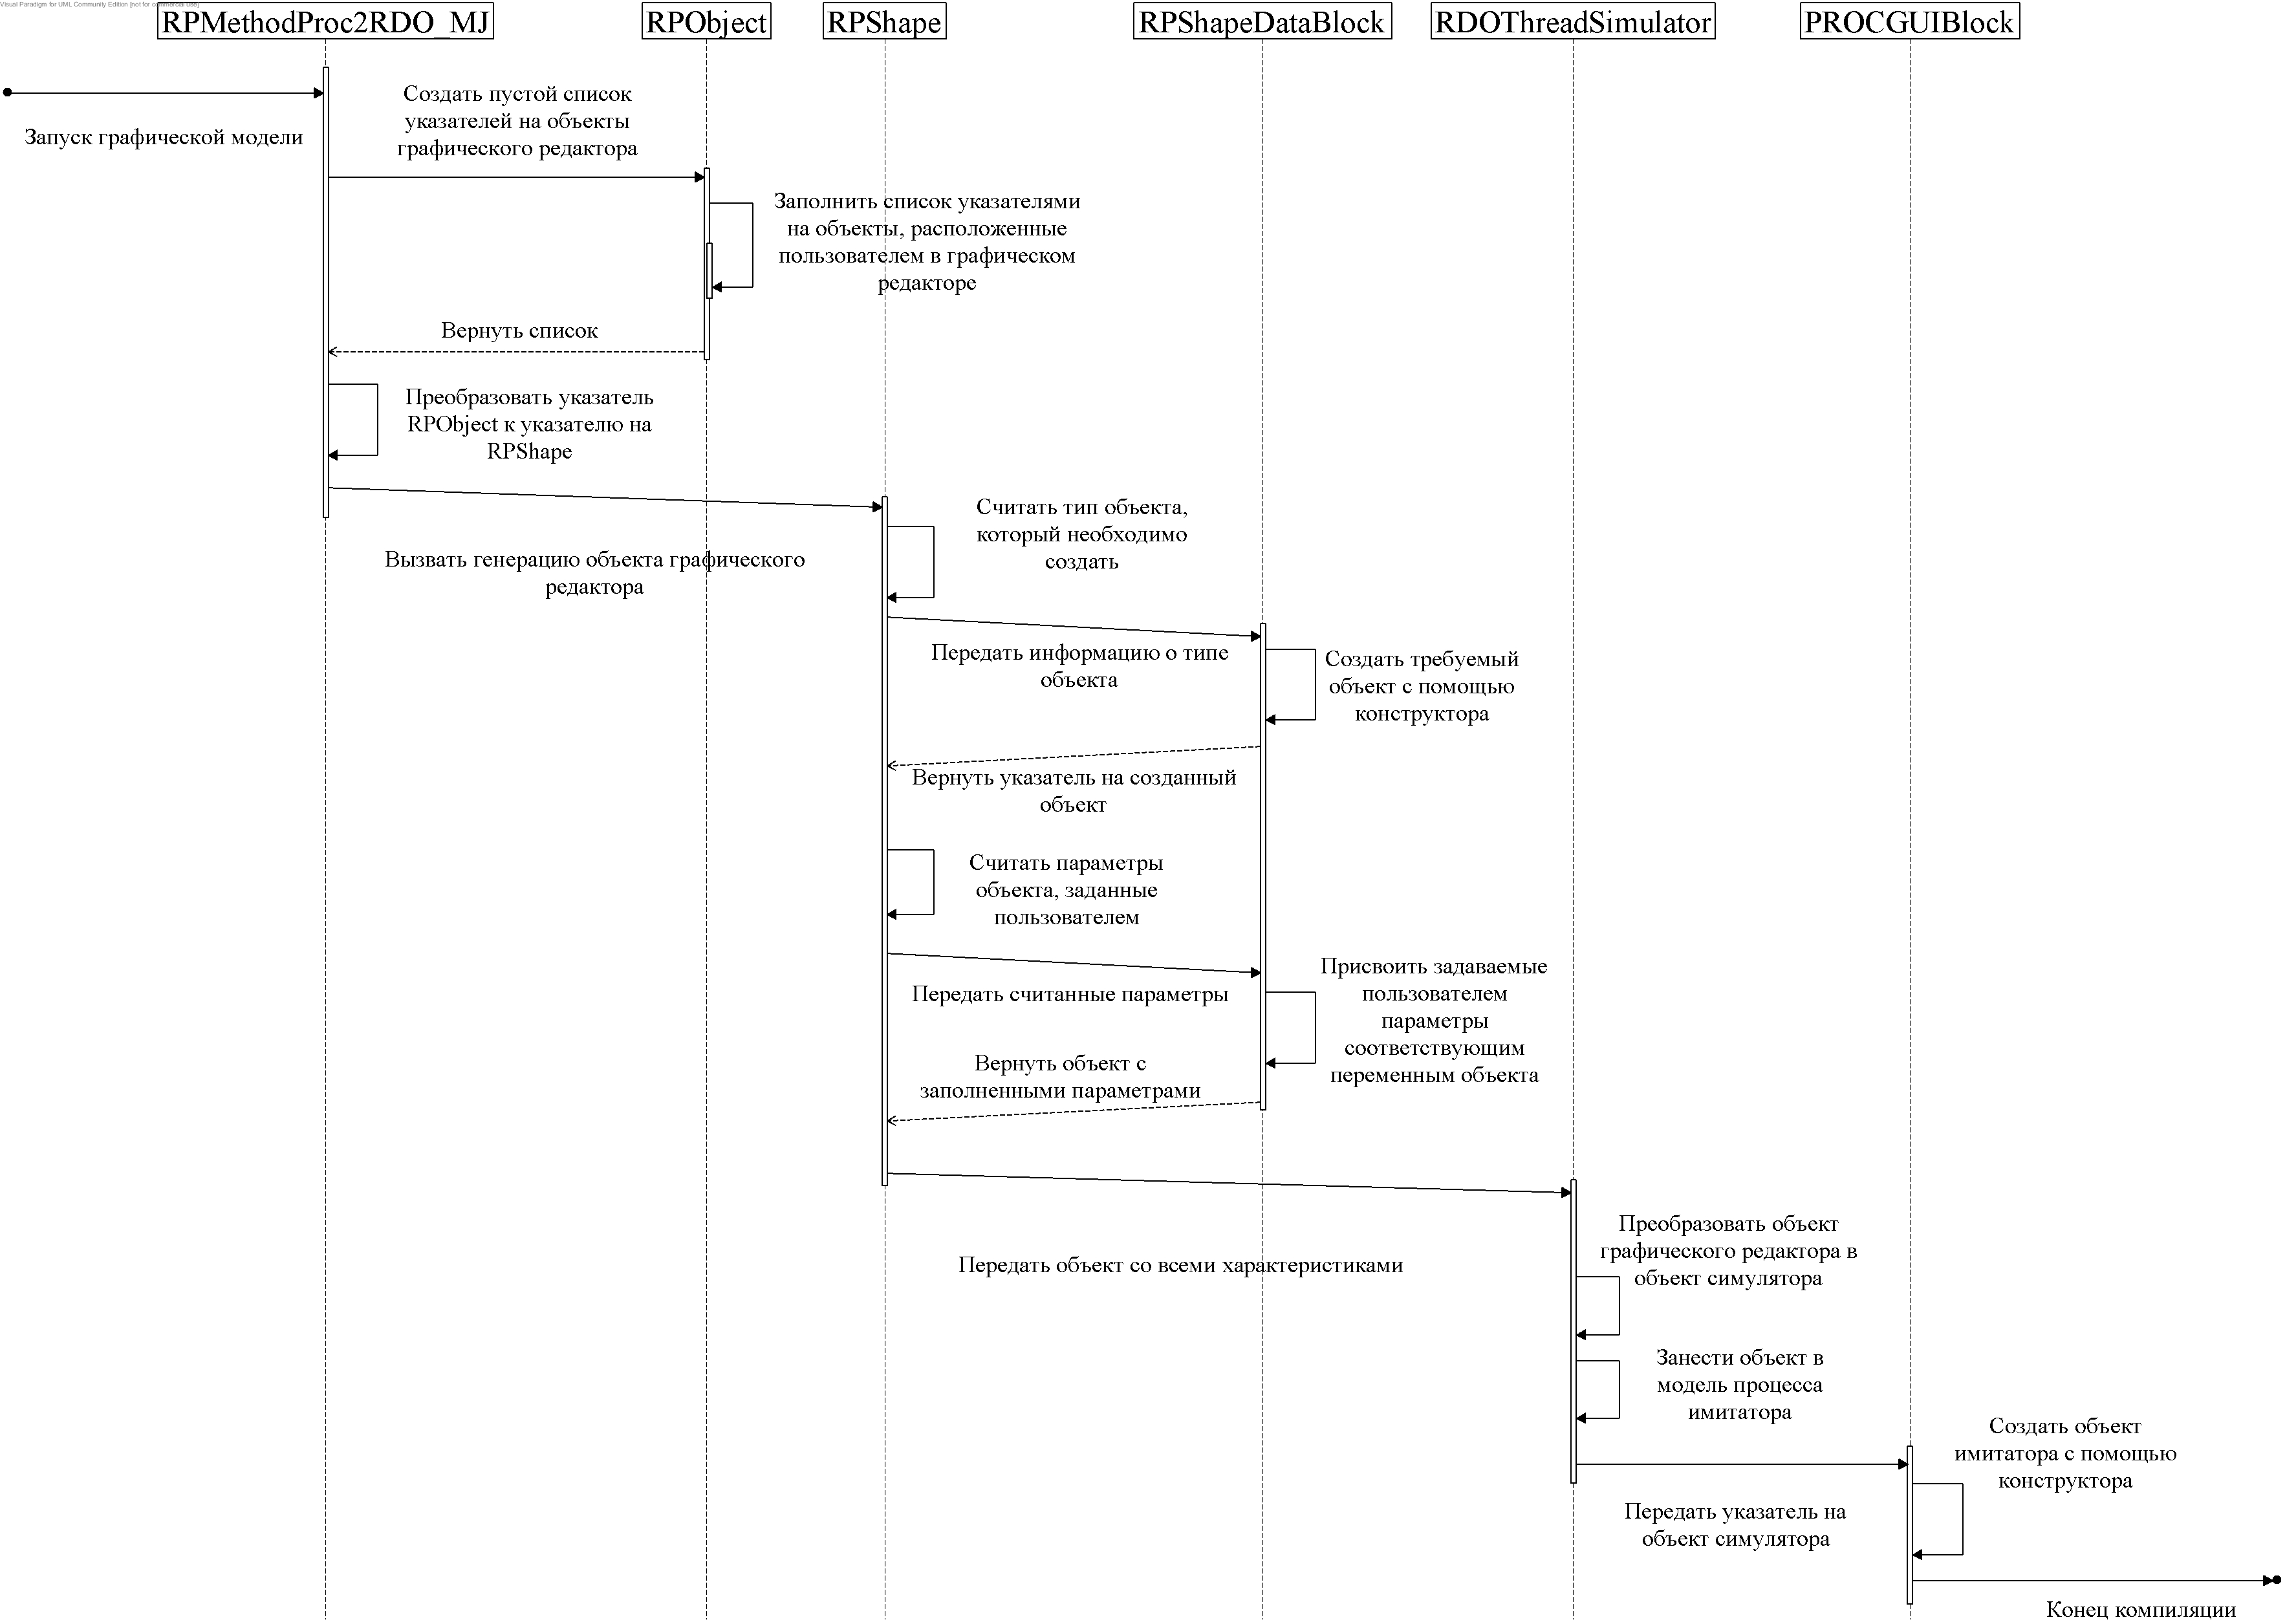 Visual Paradigm for UML Community Edition [not for commercial use]
RPMethodProc2RDO_MJ
RPObject
RPShape
RPShapeDataBlock
RDOThreadSimulator
PROCGUIBlock
Запуск графической модели
Создать пустой список
указателей на объекты
графического редактора
Заполнить список указателями
на объекты, расположенные
пользователем в графическом
редакторе
Вернуть список
Преобразовать указатель
RPObject к указателю на
RPShape
Вызвать генерацию объекта графического
редактора
Считать тип объекта,
который необходимо
создать
Передать информацию о типе
объекта
Создать требуемый
объект с помощью
конструктора
Вернуть указатель на созданный
объект
Считать параметры
объекта, заданные
пользователем
Передать считанные параметры
Присвоить задаваемые
пользователем
параметры
соответствующим
переменным объекта
Вернуть объект с
заполненными параметрами
Передать объект со всеми характеристиками
Преобразовать объект
графического редактора в
объект симулятора
Занести объект в
модель процесса
имитатора
Передать указатель на
объект симулятора
Создать объект
имитатора с помощью
конструктора
Конец компиляции